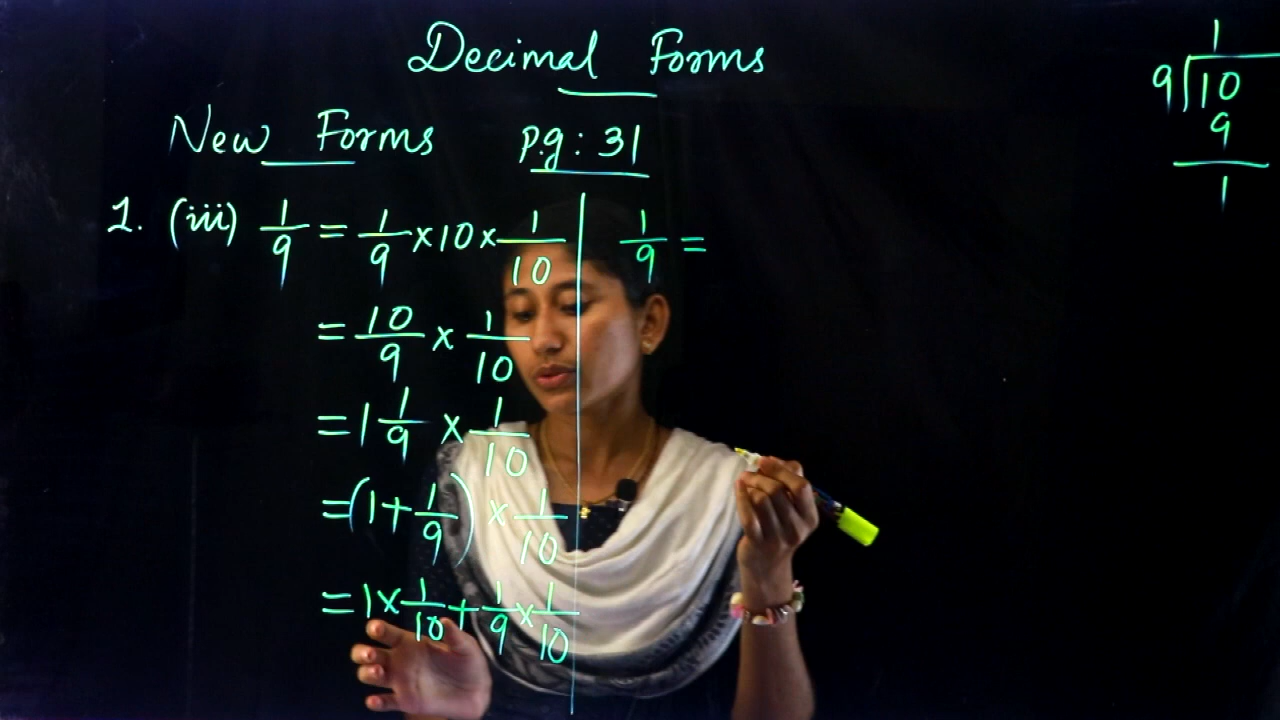 Decimal Forms
New Forms p.g : 31
1. (iii) 1/9 = 1/9 × 10 × 1/10
= 10/9 × 1/10
= 1 1/9 × 1/10
= (1 + 1/9) × 1/10
= 1 × 1/10 + 1/9 × 1/10
1/9 =
1
9)10
9
1